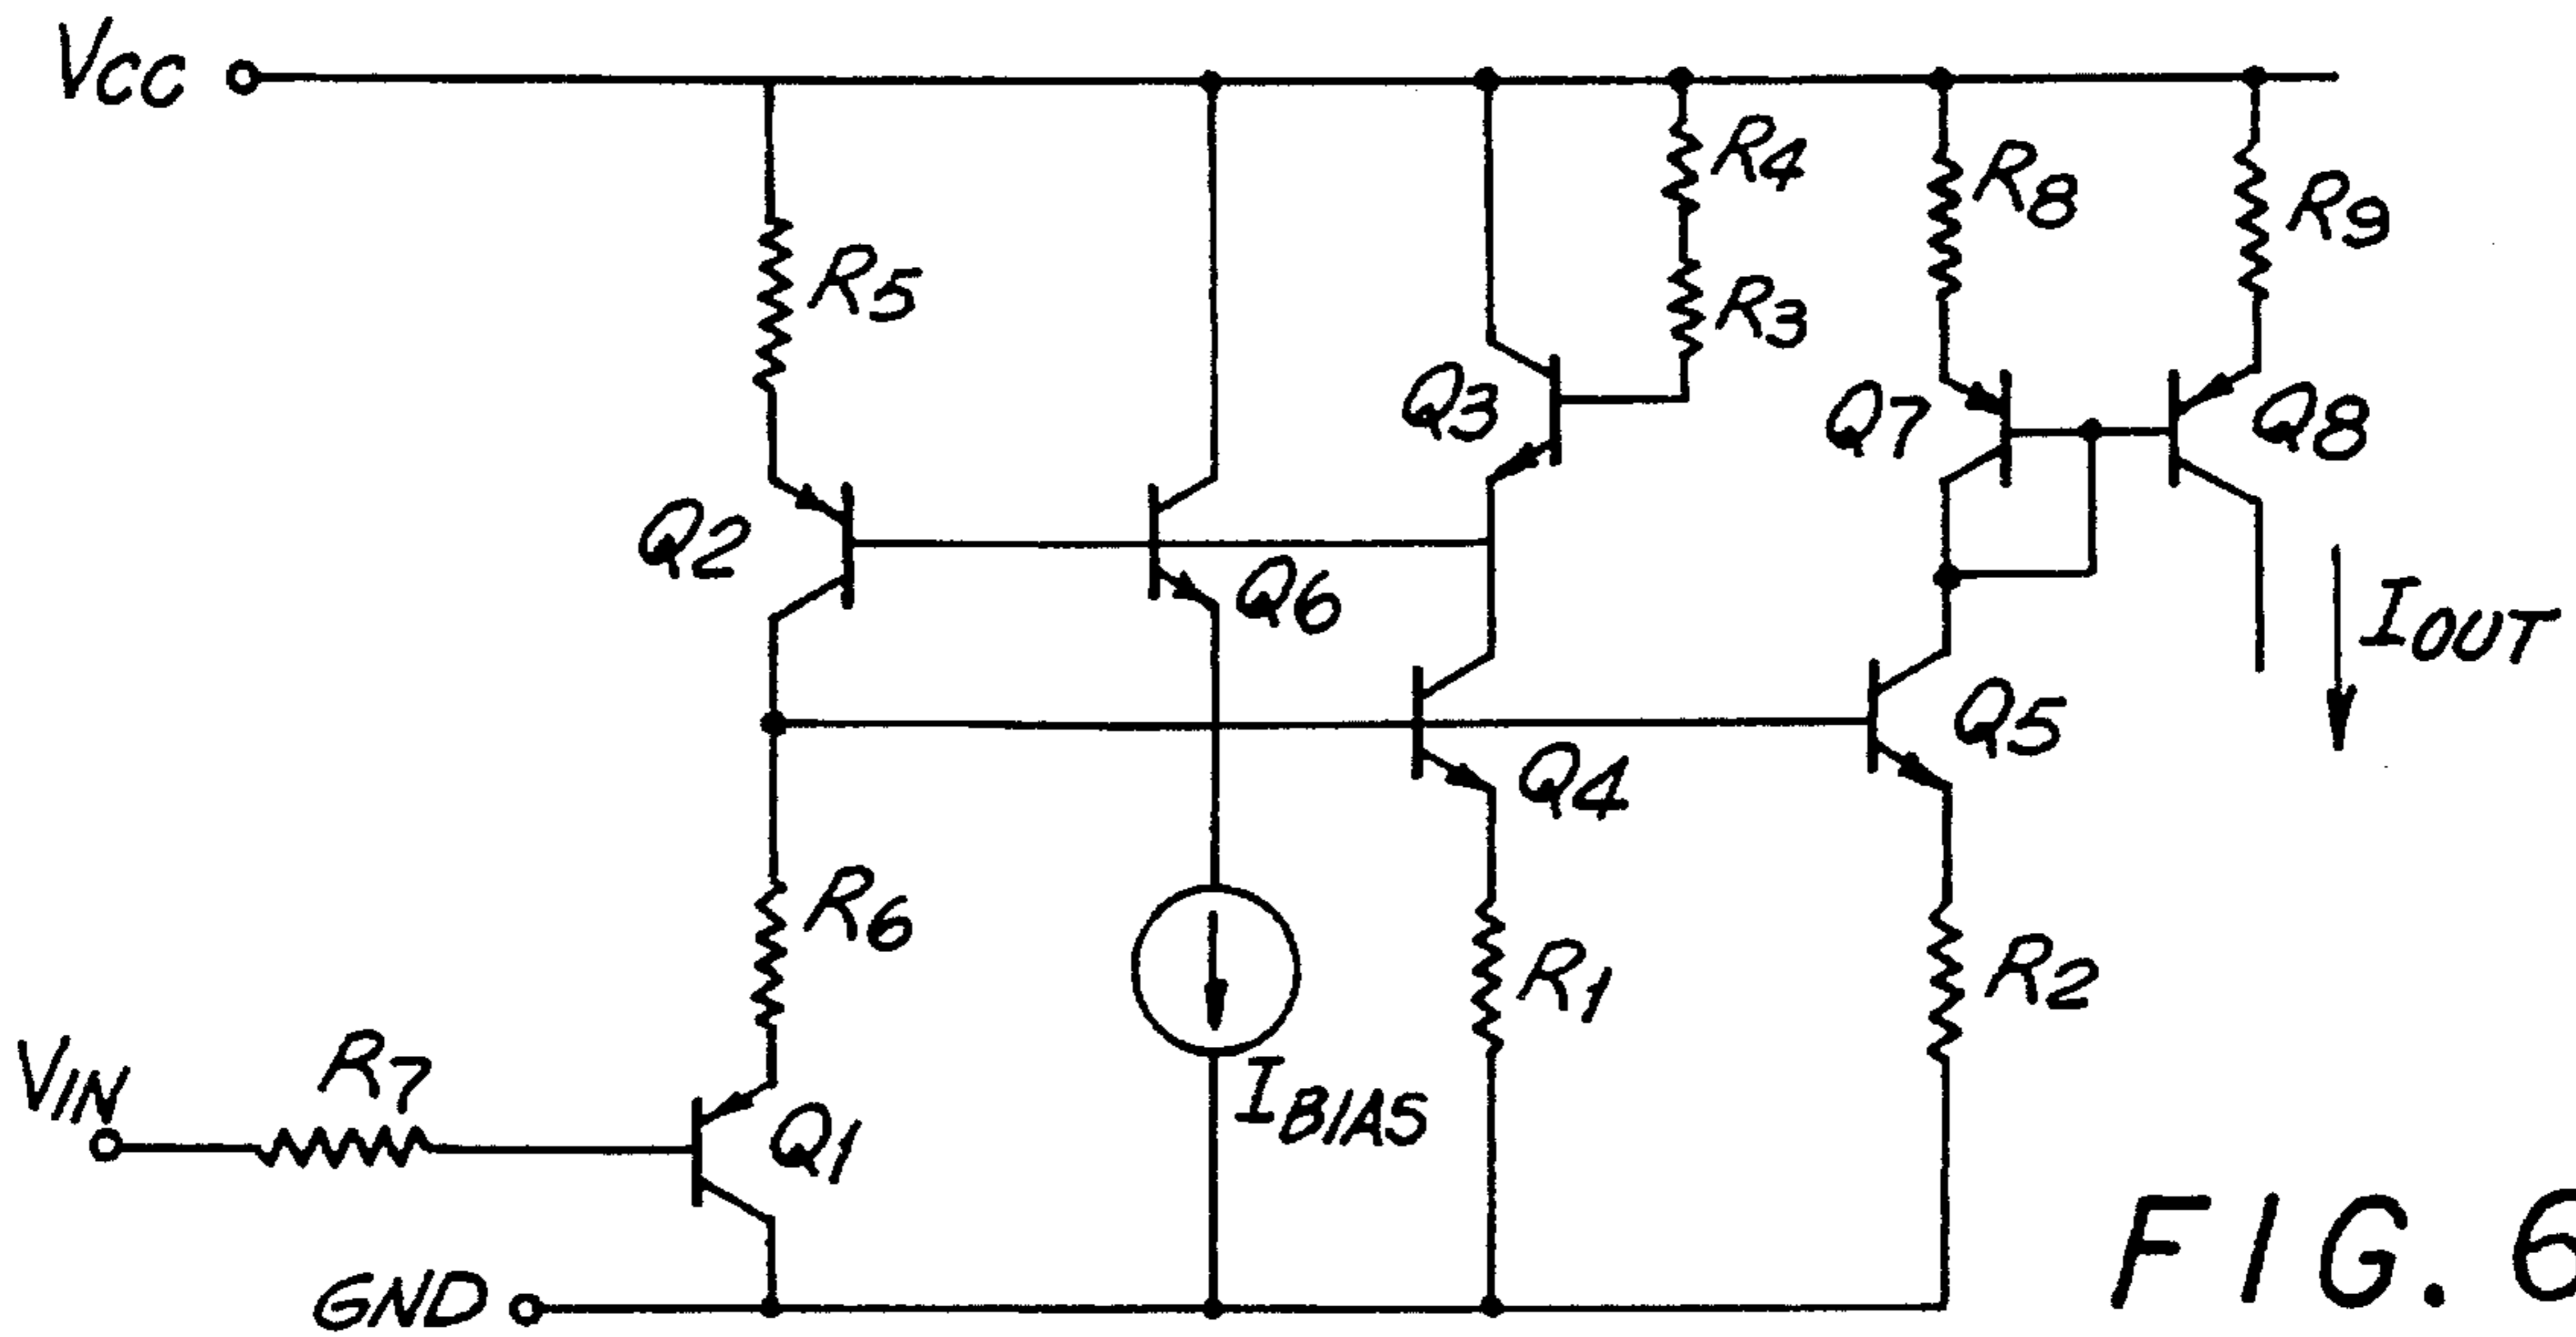 VCC
R4
R8
R9
R5
R3
Q3
Q7
Q8
Q2
Q6
IOUT
Q5
Q4
R6
R1
R2
VIN
R7
Q1
IBIAS
GND
FIG. 6